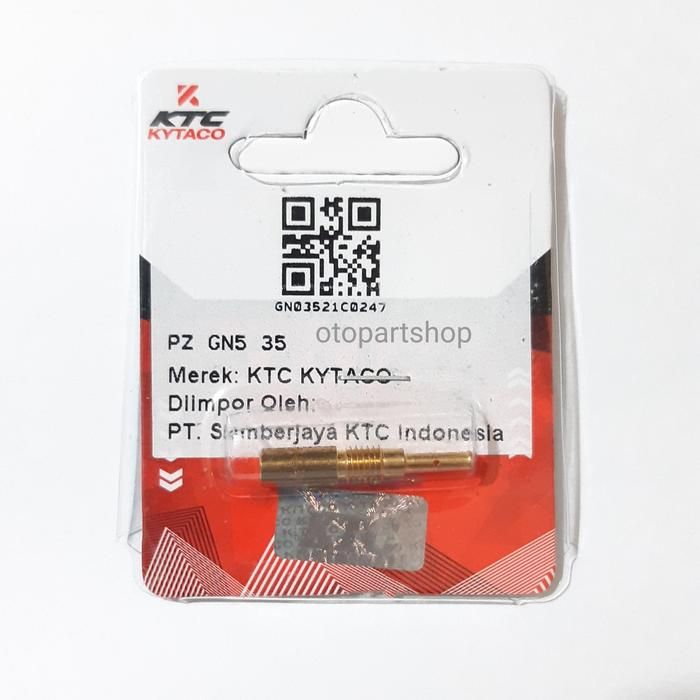 KTC
KYTACO
GN03521C0247
otopartshop
PZ GN5 35
Merek: KTC KYTACO
Diimpor Oleh:
PT. Sumberjaya KTC Indonesia